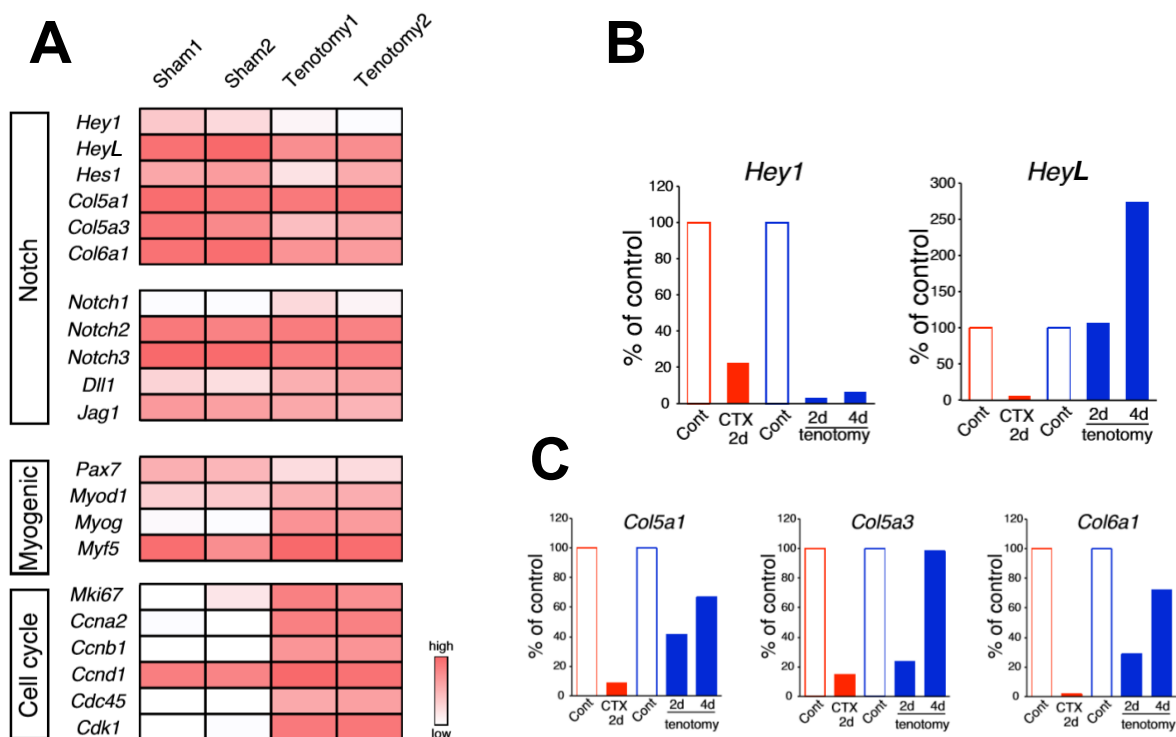 A
Sham1 Sham2 Tenotomy1 Tenotomy2
Notch
Hey1
HeyL
Hes1
Col5a1
Col5a3
Col6a1
Notch1
Notch2
Notch3
Dll1
Jag1
Myogenic
Pax7
Myod1
Myog
Myf5
Cell cycle
Mki67
Ccna2
Ccnb1
Ccnd1
Cdc45
Cdk1
high
low
B
Hey1
% of control
120
100
80
60
40
20
0
Cont CTX 2d Cont 2d 4d
tenotomy
HeyL
% of control
300
250
200
150
100
50
0
Cont CTX 2d Cont 2d 4d
tenotomy
C
Col5a1
% of control
120
100
80
60
40
20
0
Cont CTX 2d Cont 2d 4d
tenotomy
Col5a3
% of control
120
100
80
60
40
20
0
Cont CTX 2d Cont 2d 4d
tenotomy
Col6a1
% of control
120
100
80
60
40
20
0
Cont CTX 2d Cont 2d 4d
tenotomy